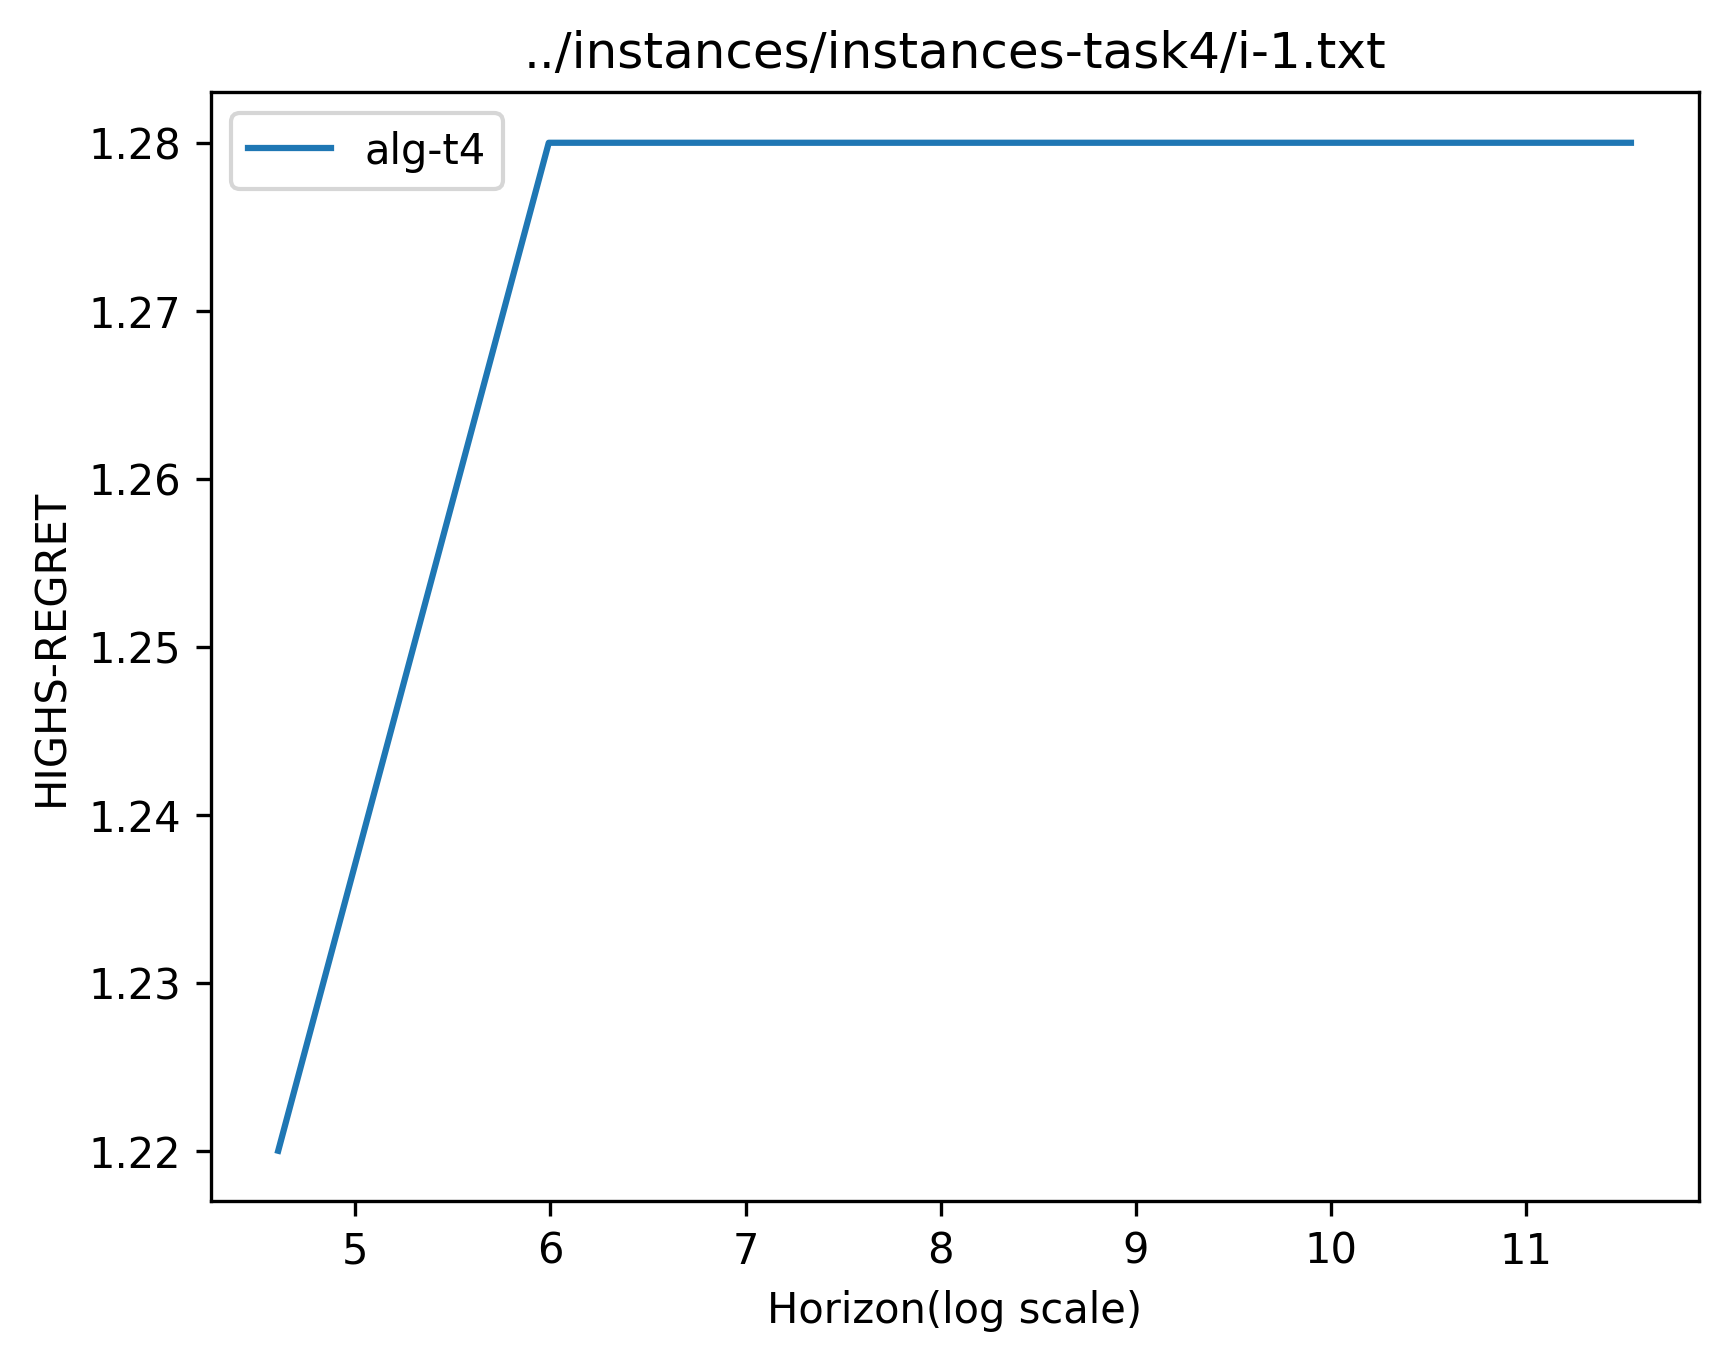 ../instances/instances-task4/i-1.txt
alg-t4
1.28
1.27
1.26
1.25
1.24
1.23
1.22
HIGHS-REGRET
5 6 7 8 9 10 11
Horizon(log scale)